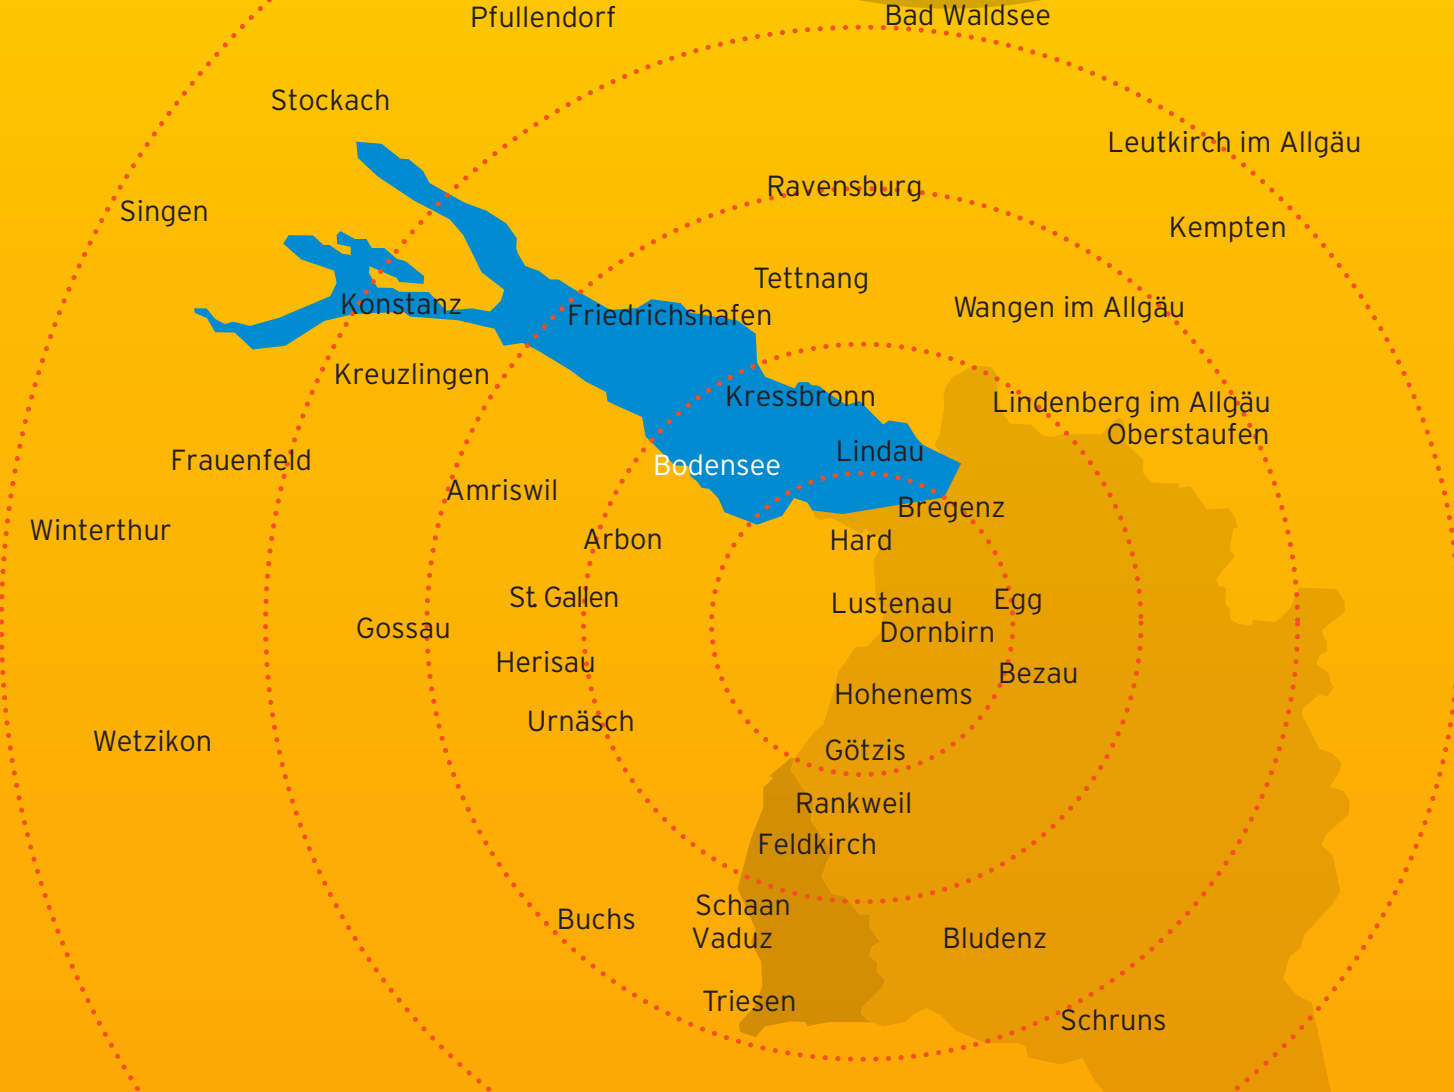 Pfullendorf
Bad Waldsee
Stockach
Leutkirch im Allgäu
Ravensburg
Singen
Kempten
Tettnang
Konstanz
Friedrichshafen
Wangen im Allgäu
Kreuzlingen
Kressbronn
Lindenberg im Allgäu
Oberstaufen
Frauenfeld
Bodensee
Lindau
Amriswil
Bregenz
Winterthur
Arbon
Hard
St. Gallen
Lustenau
Egg
Gossau
Dornbirn
Herisau
Bezau
Hohenems
Urnäsch
Wetzikon
Götzis
Rankweil
Feldkirch
Schaan
Buchs
Vaduz
Bludenz
Triesen
Schruns